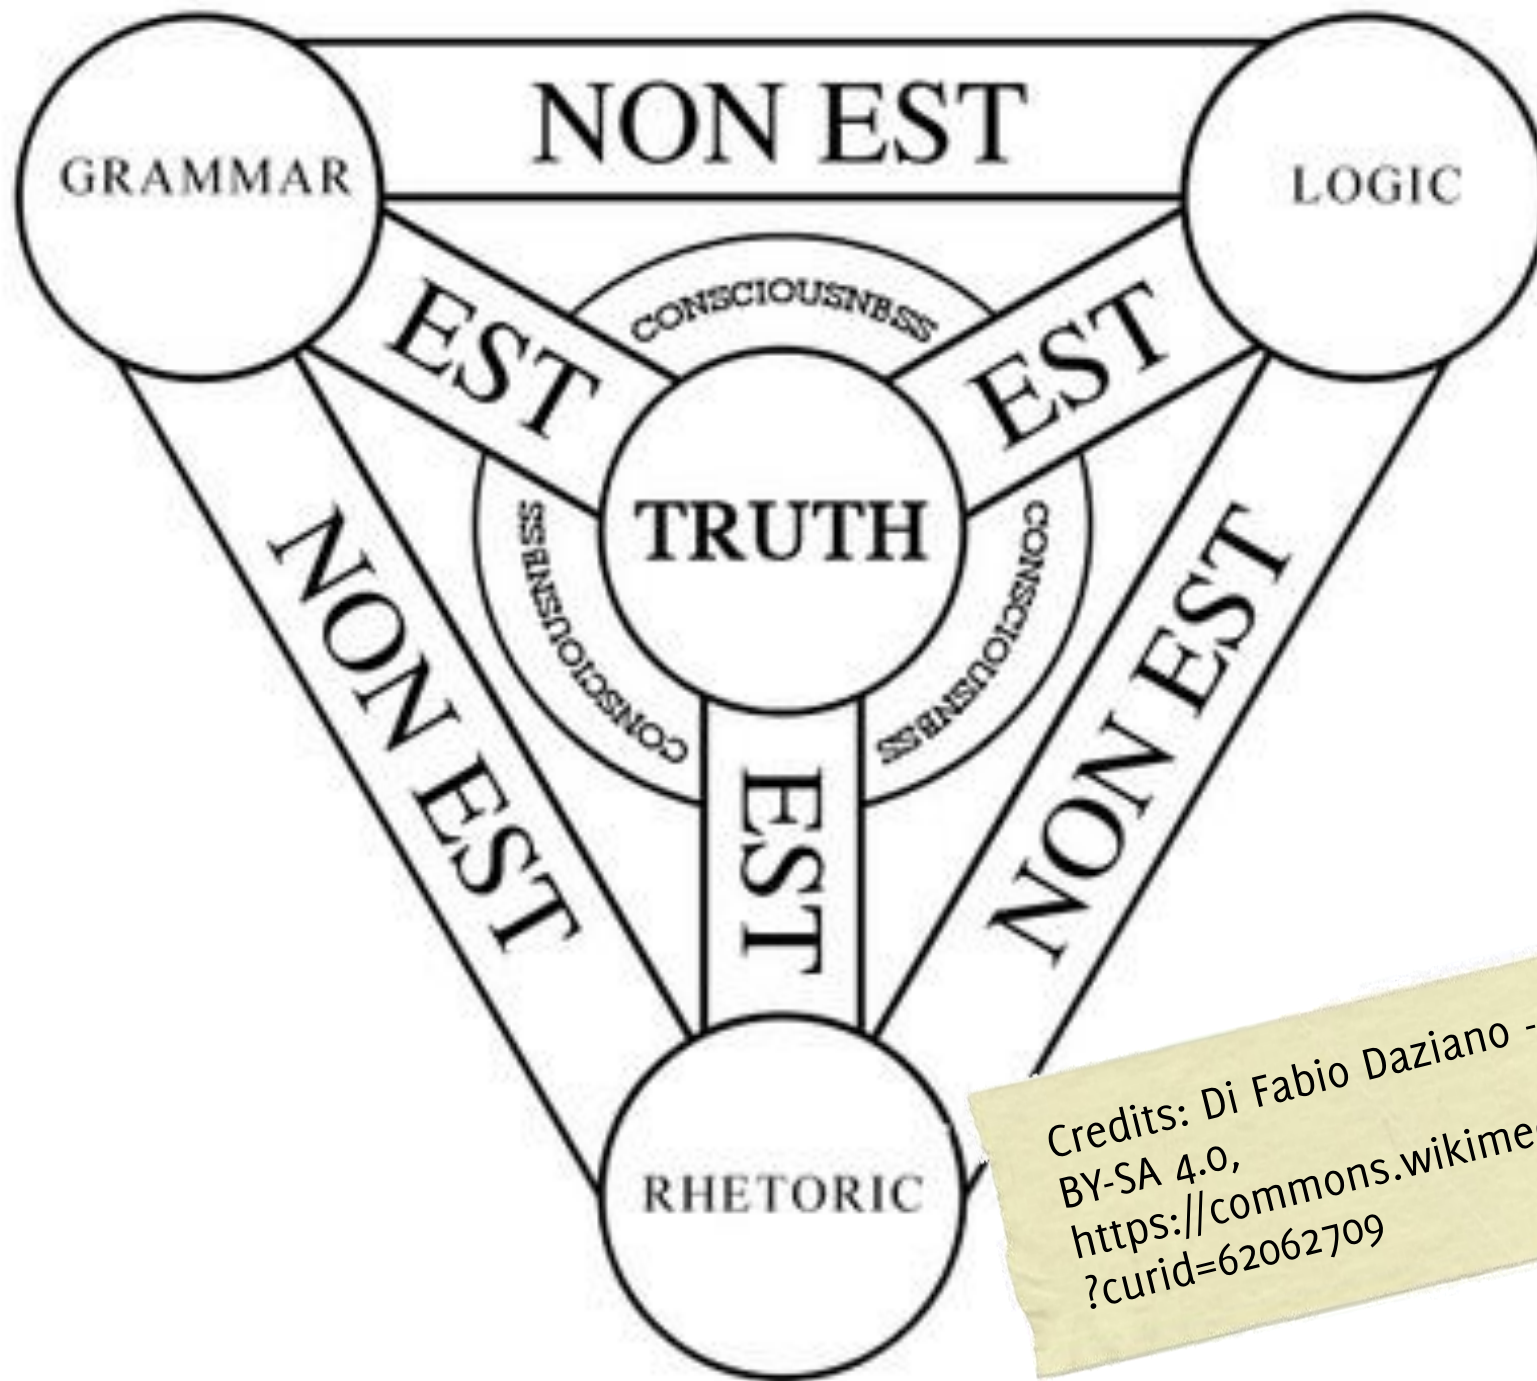 NON EST
GRAMMAR
LOGIC
CONSCIOUSNESS
EST
EST
TRUTH
CONSCIOUSNESS
CONSCIOUSNESS
NON EST
NON EST
EST
RHETORIC
Credits: Di Fabio Daziano -
BY-SA 4.0,
https://commons.wikime
?curid=62062709